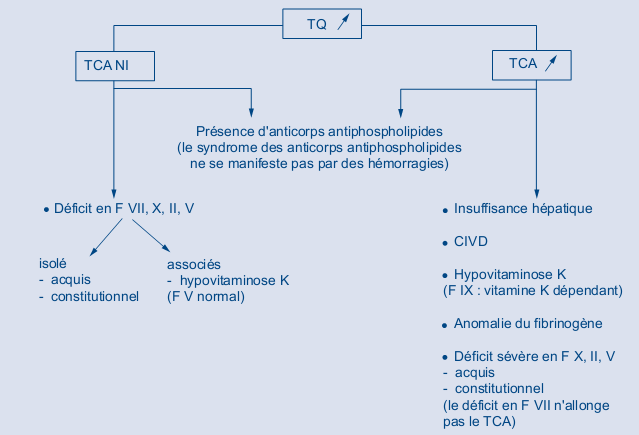 TQ
TCA NI
TCA
Présence d'anticorps antiphospholipides
(le syndrome des anticorps antiphospholipides
ne se manifeste pas par des hémorragies)
• Déficit en F VII, X, II, V
isolé
- acquis
- constitutionnel
associés
- hypovitaminose K
(F V normal)
• Insuffisance hépatique
• CIVD
• Hypovitaminose K
(F IX : vitamine K dépendant)
• Anomalie du fibrinogène
• Déficit sévère en F X, II, V
- acquis
- constitutionnel
(le déficit en F VII n'allonge
pas le TCA)